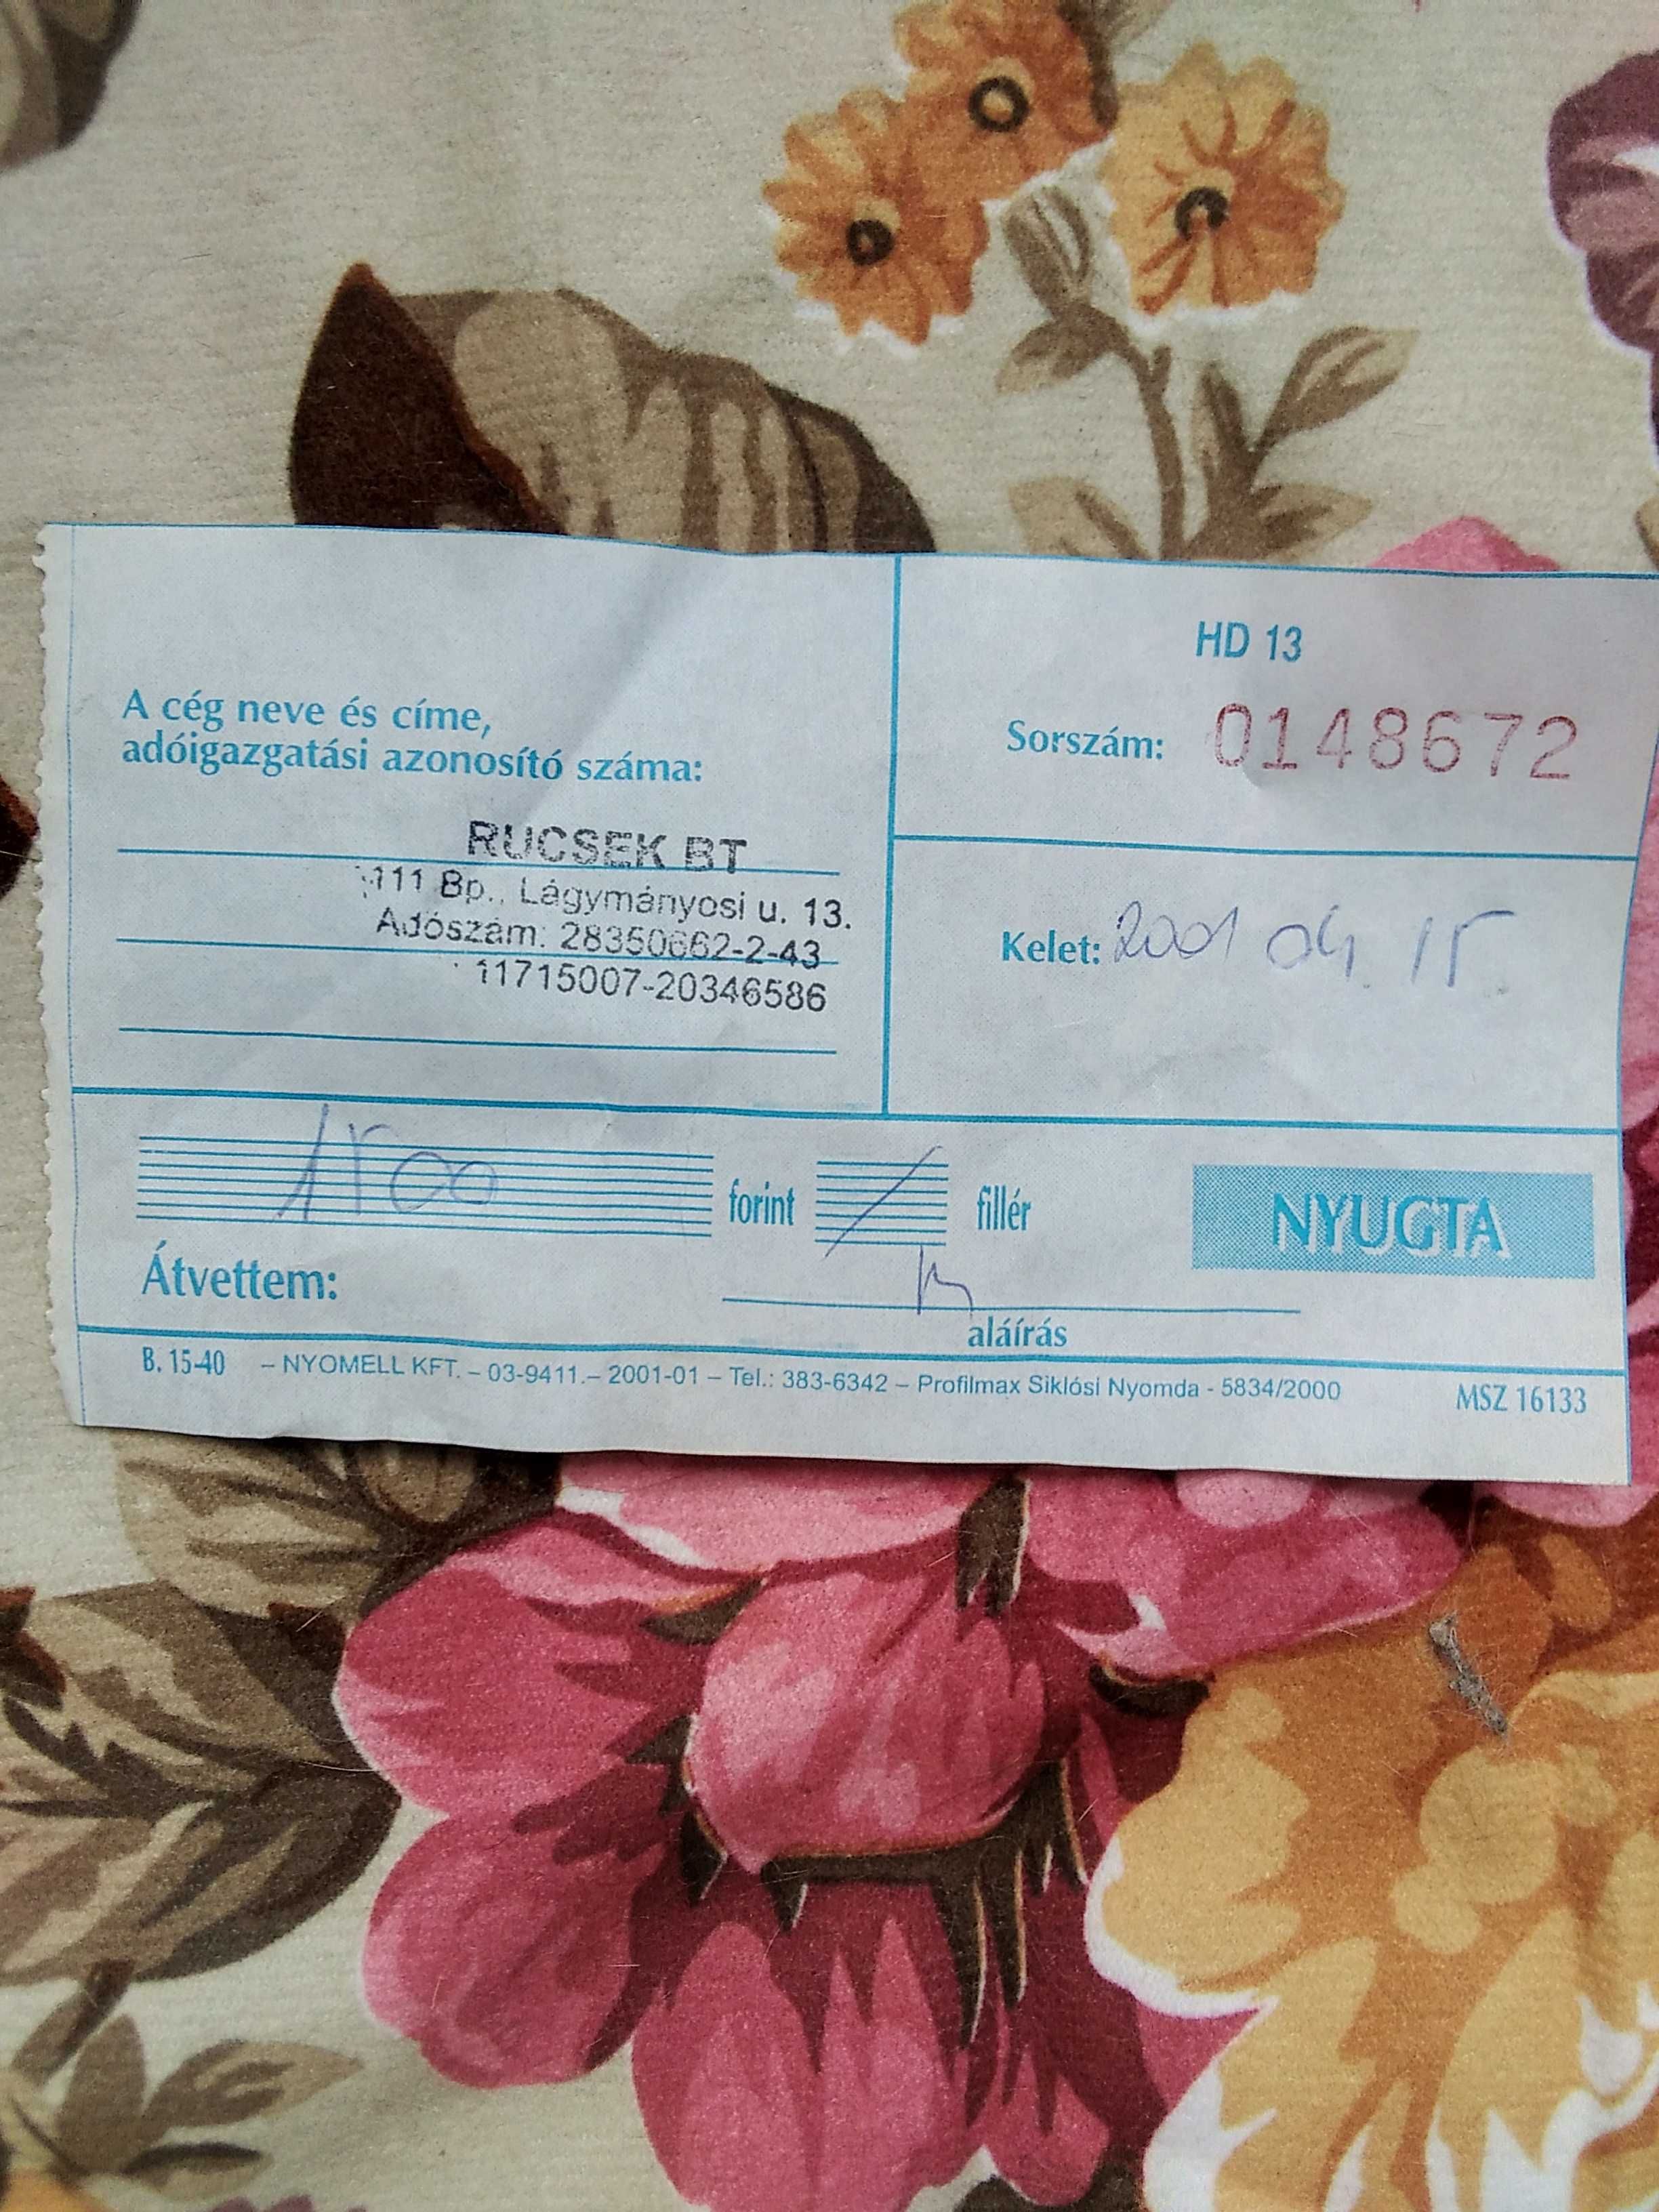 A cég neve és címe,
adóigazgatási azonosító száma:
RUCSEK BT
1111 Bp., Lágymányosi u. 13.
Adószám: 28350662-2-43
11715007-20346586
HD 13
Sorszám: 0148672
Kelet: 2001 04. 15.
1500 forint / fillér
NYUGTA
Átvettem:
aláírás
B. 15-40 – NYOMELL KFT. – 03-9411.– 2001-01 – Tel.: 383-6342 – Profilmax Siklósi Nyomda - 5834/2000 MSZ 16133